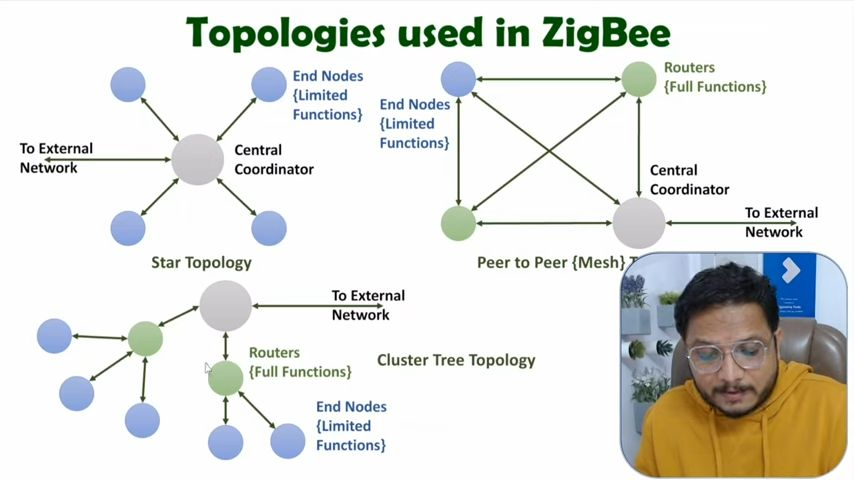 Topologies used in ZigBee
End Nodes
{Limited
Functions}
To External
Network
Central
Coordinator
Star Topology
Routers
{Full Functions}
End Nodes
{Limited
Functions}
Central
Coordinator
To External
Network
Peer to Peer {Mesh}
To External
Network
Routers
{Full Functions}
Cluster Tree Topology
End Nodes
{Limited
Functions}